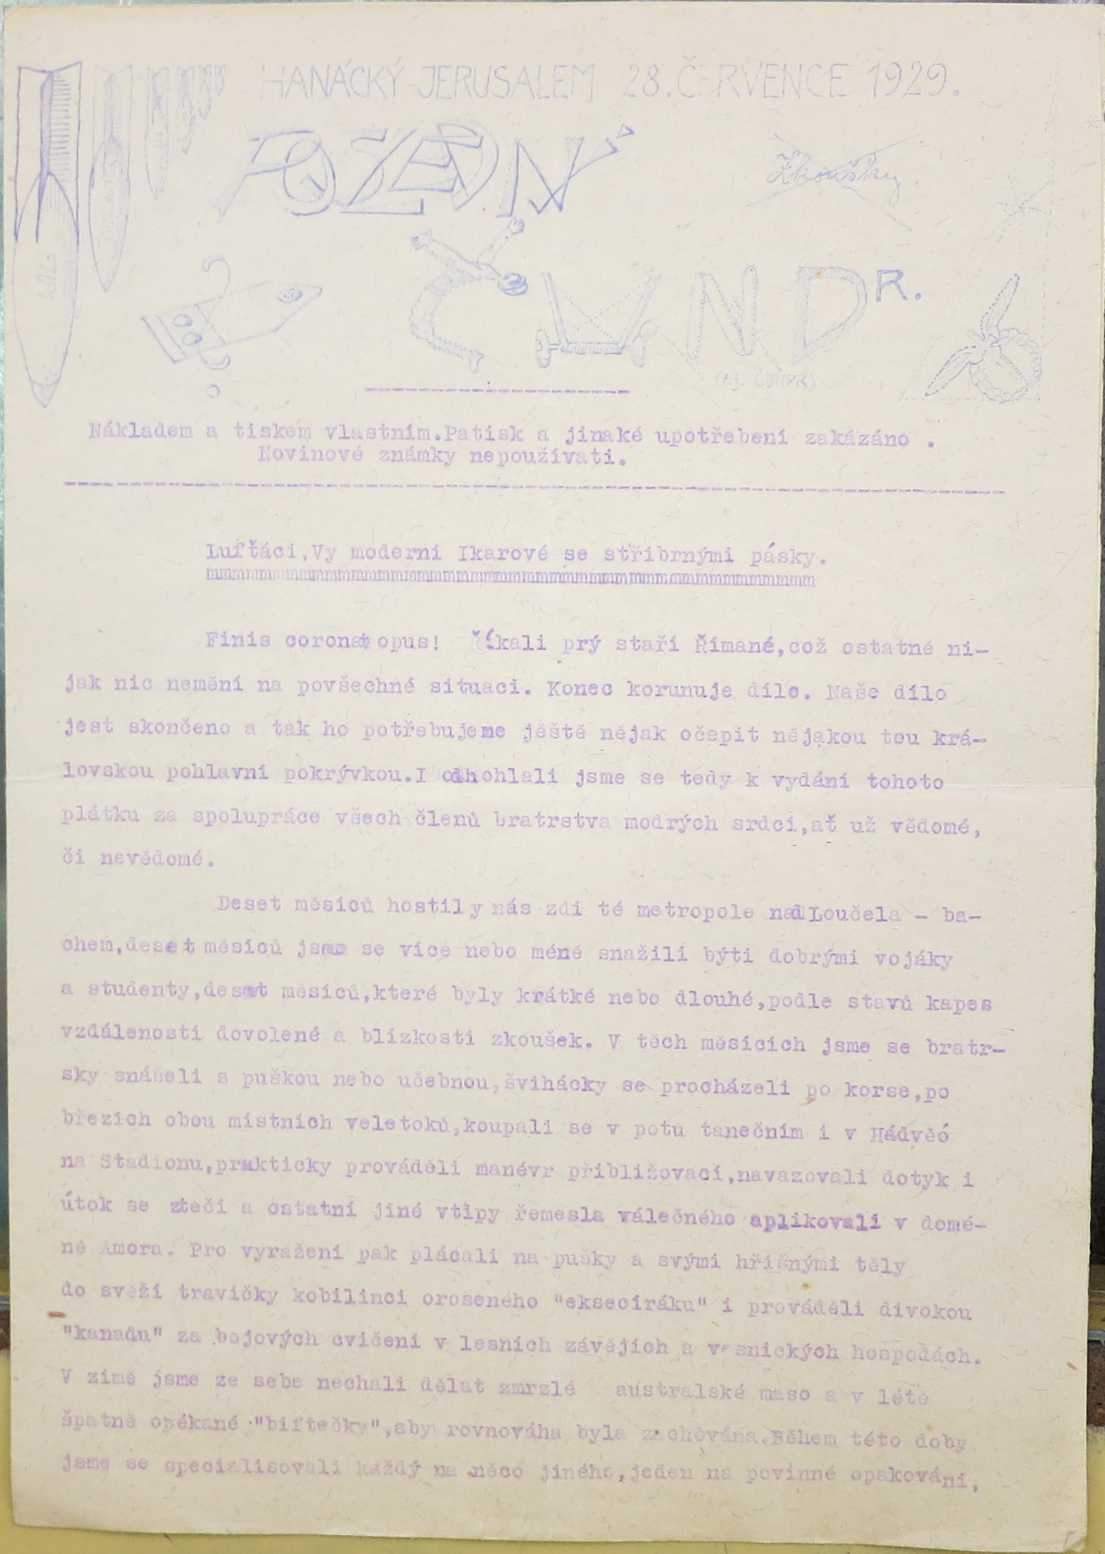 HANÁCKÝ JERUSALEM 28. ČERVENCE 1929.
POZEDNÍ
Zkoušky
ČUNDR.
Nákladem a tiskem vlastním.Patisk a jinaké upotřebení zakázáno .
Novinové známky nepoužívati.
Lufťáci,Vy moderní Ikarové se stříbrnými pásky.
Finis coronat opus!  Říkali prý staří Římané,což ostatně ni-
jak nic nemění na povšechné situaci. Konec korunuje dílo. Naše dílo
jest skončeno a tak ho potřebujeme ještě nějak očepit nějakou tou krá-
lovskou pohlavní pokrývkou.I odhohlali jsme se tedy k vydání tohoto
plátku za spolupráce všech členů bratrstva modrých srdcí,ať už vědomé,
či nevědomé.
Deset měsíců hostily nás zdi té metropole nad Loučela - ba-
chem,deset měsíců jsme se více nebo méně snažili býti dobrými vojáky
a studenty,deset měsíců,které byly krátké nebo dlouhé,podle stavů kapes
vzdálenosti dovolené a blízkosti zkoušek. V těch měsících jsme se bratr-
sky snášeli s puškou nebo učebnou,švihácky se procházeli po korse,po
březích obou místních veletoků,koupali se v potu tanečním i v Hádvěó
na Stadionu,prakticky prováděli manévr přibližovací,navazovali dotyk i
útok se ztečí a ostatní jiné vtipy řemesla válečného aplikovali v domé-
ně Amora. Pro vyražení pak plácali na pušky a svými hříšnými těly
do svěží travičky kobilinci oroseného "eksecíráku" i prováděli divokou
"kanadu" za bojových cvičení v lesních závějích a vesnických hospodách.
V zimě jsme ze sebe nechali dělat zmrzlé  australské maso a v létě
špatně opékané "biftečky",aby rovnováha byla zachována.Během této doby
jsme se specialisovali každý na něco jiného,jeden na povinné opakování,